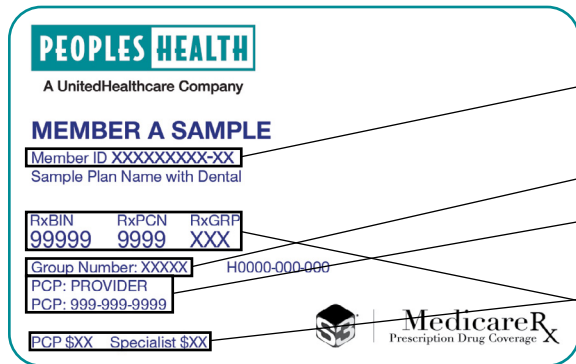 PEOPLES HEALTH
A UnitedHealthcare Company
MEMBER A SAMPLE
Member ID XXXXXXXXX-XX
Sample Plan Name with Dental
RxBIN RxPCN RxGRP
99999 9999 XXX
Group Number: XXXXX H0000-000-000
PCP: PROVIDER
PCP: 999-999-9999
PCP $XX Specialist $XX
S3
MedicareRx
Prescription Drug Coverage